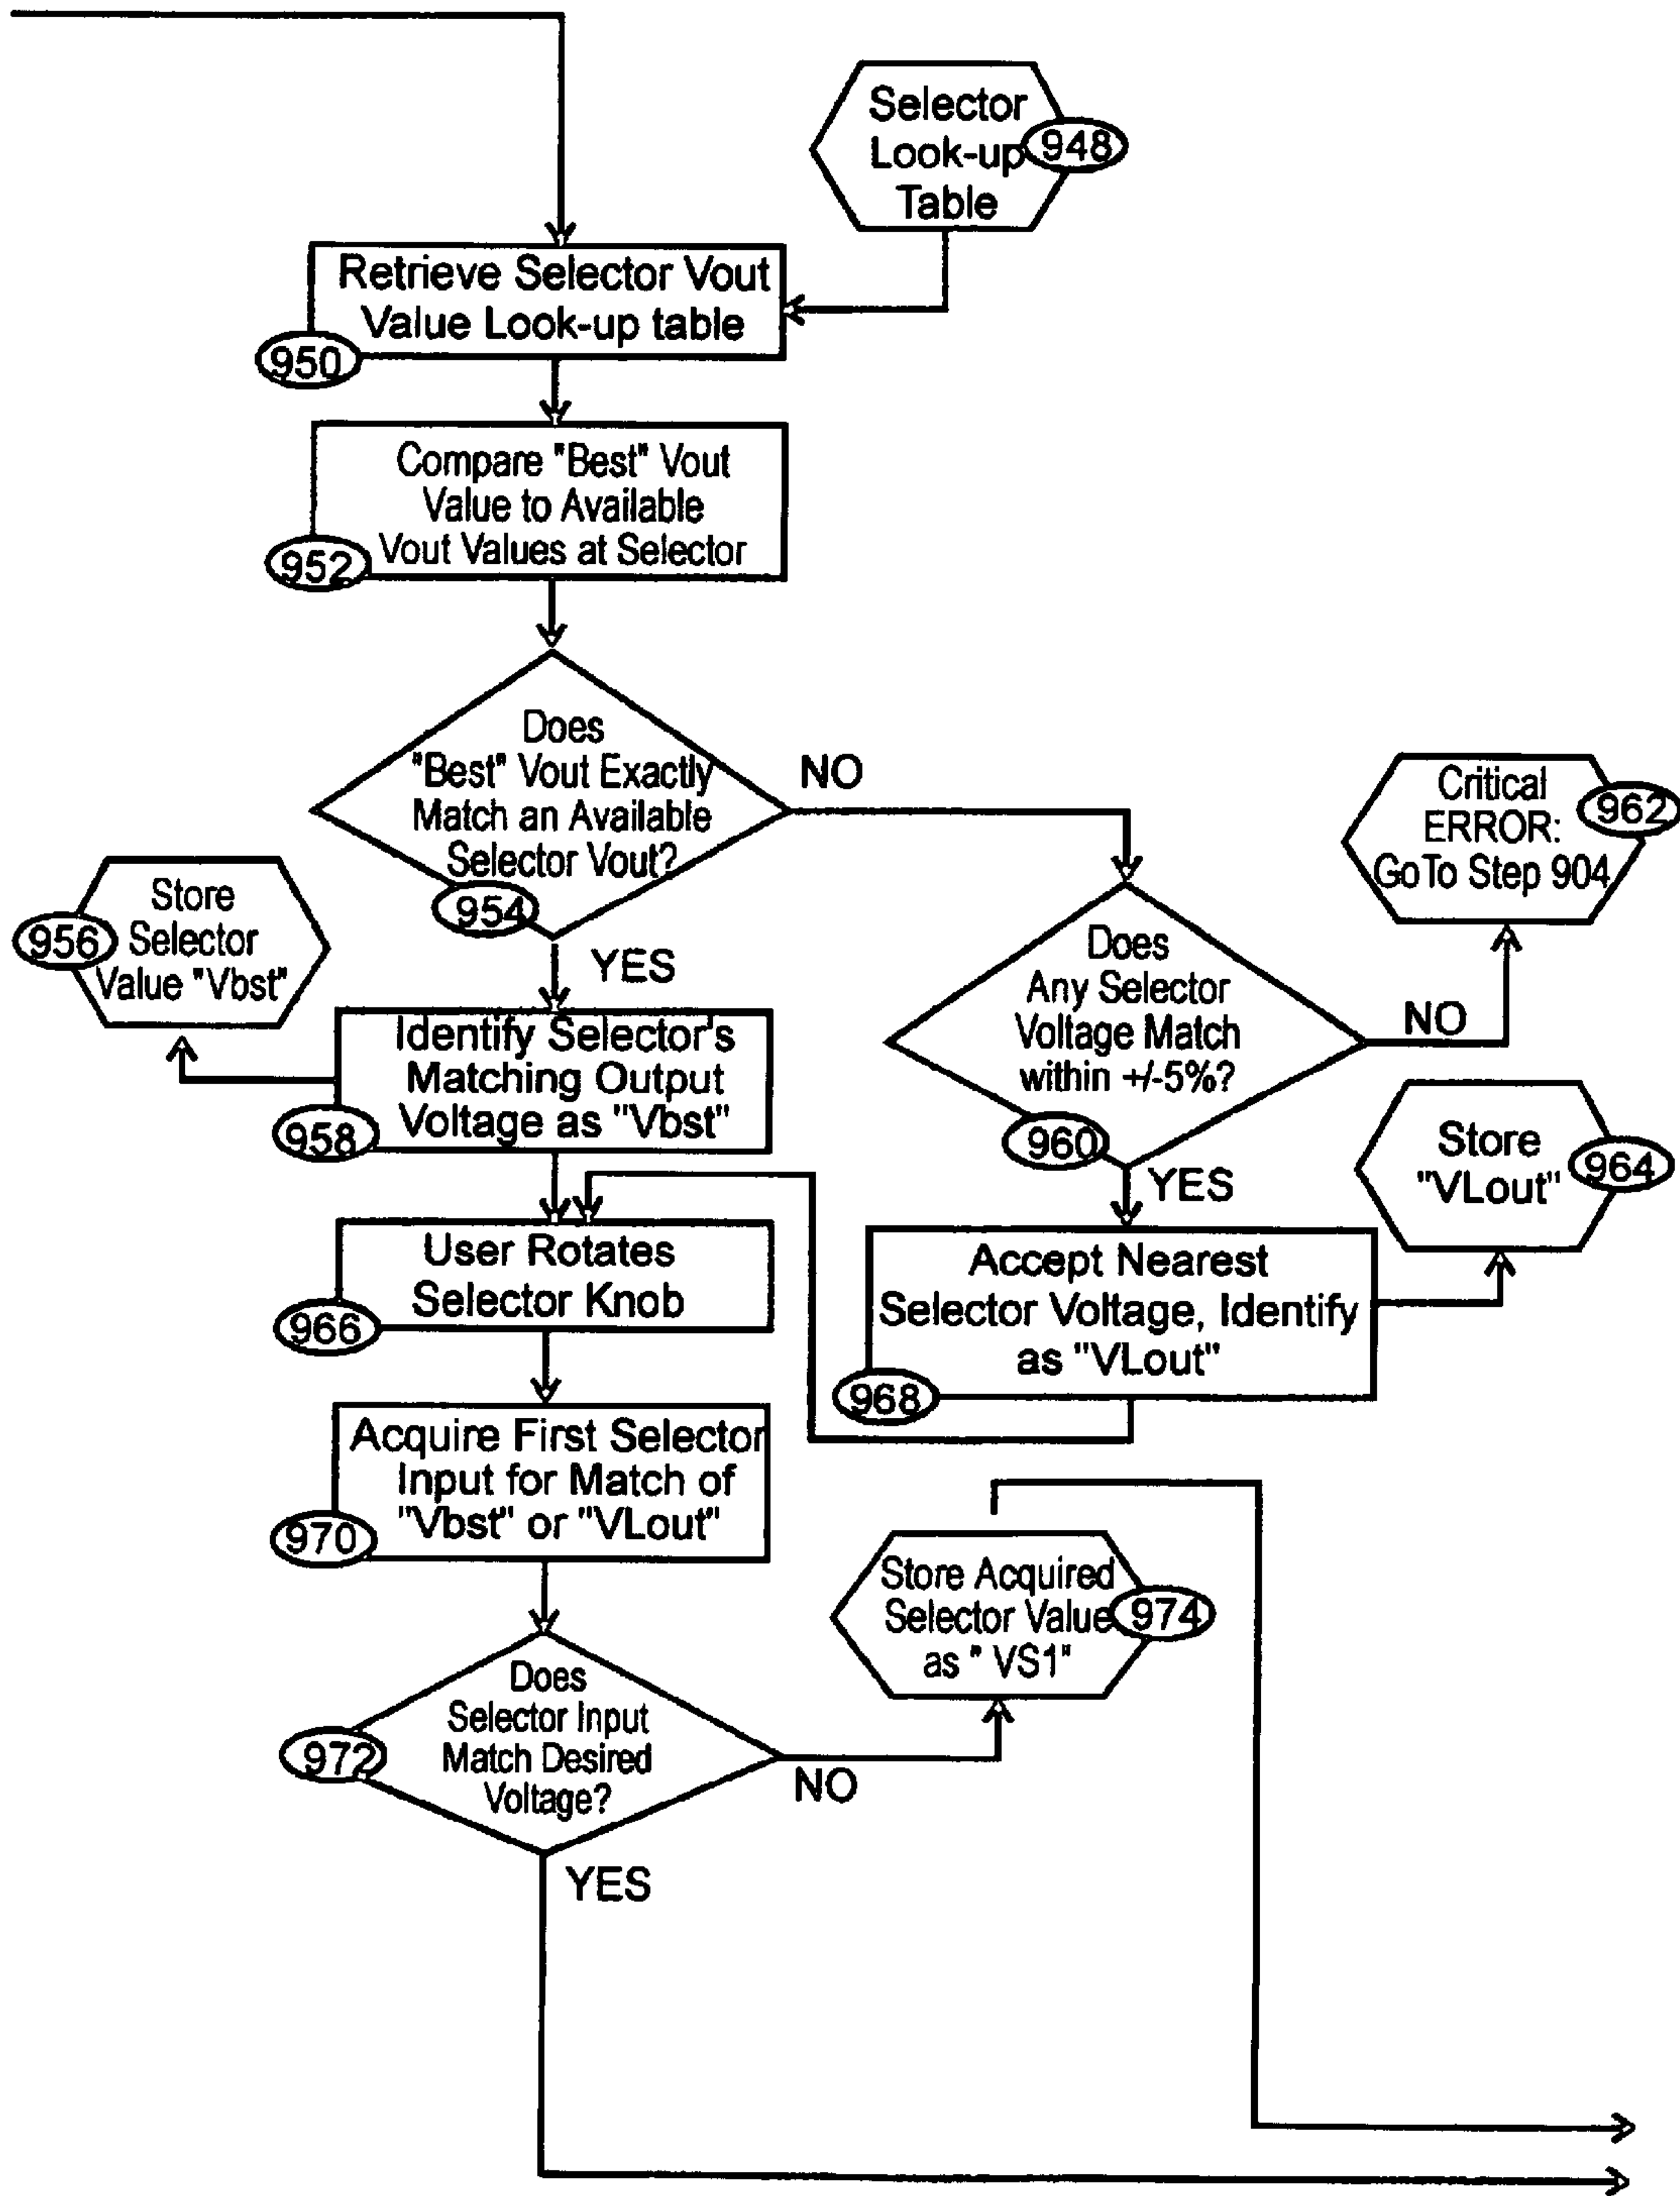 Selector
Look-up
Table
948
Retrieve Selector Vout
Value Look-up table
950
Compare "Best" Vout
Value to Available
Vout Values at Selector
952
Does
"Best" Vout Exactly
Match an Available
Selector Vout?
954
NO
YES
Critical
ERROR:
GoTo Step 904
962
Store
Selector
Value "Vbst"
956
Does
Any Selector
Voltage Match
within +/-5%?
960
NO
YES
Identify Selector's
Matching Output
Voltage as "Vbst"
958
Store
"VLout"
964
User Rotates
Selector Knob
966
Accept Nearest
Selector Voltage, Identify
as "VLout"
968
Acquire First Selector
Input for Match of
"Vbst" or "VLout"
970
Store Acquired
Selector Value
as " VS1"
974
Does
Selector Input
Match Desired
Voltage?
972
NO
YES